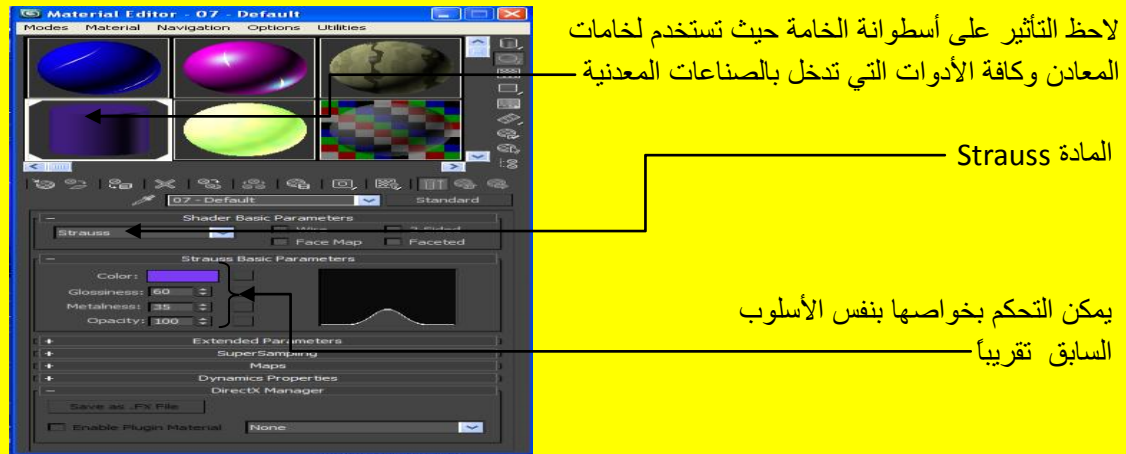 Material Editor - 07 - Default
Modes Material Navigation Options Utilities
07 - Default
Standard
Shader Basic Parameters
Strauss
Wire
2-Sided
Face Map
Faceted
Strauss Basic Parameters
Color:
Glossiness: 60
Metalness: 35
Opacity: 100
Extended Parameters
SuperSampling
Maps
Dynamics Properties
DirectX Manager
Save as .FX File
Enable Plugin Material
None
لاحظ التأثير على أسطوانة الخامة حيث تستخدم لخامات
المعادن وكافة الأدوات التي تدخل بالصناعات المعدنية
المادة Strauss
يمكن التحكم بخواصها بنفس الأسلوب
السابق تقريباً